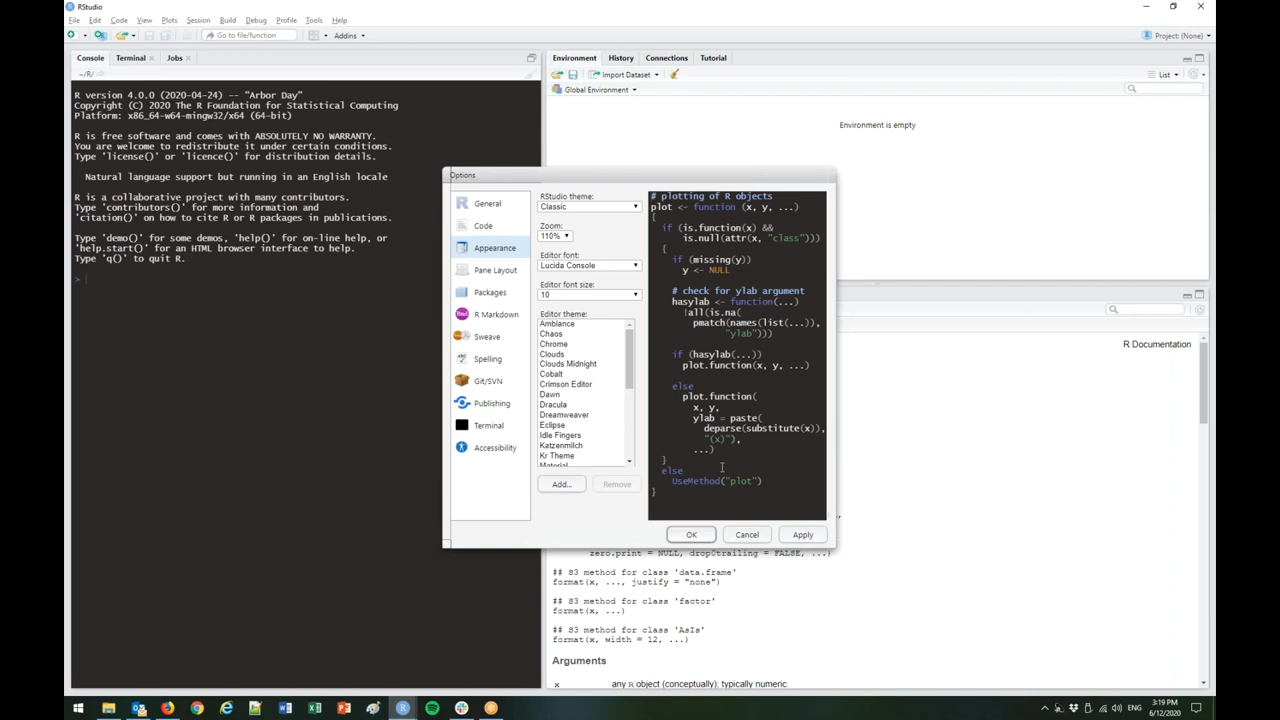 RStudio
File Edit Code View Plots Session Build Debug Profile Tools Help
Go to file/function Addins Project: (None)
Console Terminal Jobs
~/R/
R version 4.0.0 (2020-04-24) -- "Arbor Day"
Copyright (C) 2020 The R Foundation for Statistical Computing
Platform: x86_64-w64-mingw32/x64 (64-bit)
R is free software and comes with ABSOLUTELY NO WARRANTY.
You are welcome to redistribute it under certain conditions.
Type 'license()' or 'licence()' for distribution details.
Natural language support but running in an English locale
R is a collaborative project with many contributors.
Type 'contributors()' for more information and
'citation()' on how to cite R or R packages in publications.
Type 'demo()' for some demos, 'help()' for on-line help, or
'help.start()' for an HTML browser interface to help.
Type 'q()' to quit R.
>
Environment History Connections Tutorial
Import Dataset List
Global Environment
Environment is empty
Options
General
Code
Appearance
Pane Layout
Packages
R Markdown
Sweave
Spelling
Git/SVN
Publishing
Terminal
Accessibility
RStudio theme:
Classic
Zoom:
110%
Editor font:
Lucida Console
Editor font size:
10
Editor theme:
Ambiance
Chaos
Chrome
Clouds
Clouds Midnight
Cobalt
Crimson Editor
Dawn
Dracula
Dreamweaver
Eclipse
Idle Fingers
Katzenmilch
Kr Theme
Material
Add... Remove
# plotting of R objects
plot <- function (x, y, ...)
{
if (is.function(x) &&
is.null(attr(x, "class")))
{
if (missing(y))
y <- NULL
# check for ylab argument
hasylab <- function(...)
!all(is.na(
pmatch(names(list(...)),
"ylab")))
if (hasylab(...))
plot.function(x, y, ...)
else
plot.function(
x, y,
ylab = paste(
deparse(substitute(x)),
"(x)"),
...)
}
else
UseMethod("plot")
}
OK Cancel Apply
R Documentation
zero.print = NULL, drop0trailing = FALSE, ...)
## S3 method for class 'data.frame'
format(x, ..., justify = "none")
## S3 method for class 'factor'
format(x, ...)
## S3 method for class 'AsIs'
format(x, width = 12, ...)
Arguments
x any R object (conceptually); typically numeric.
3:19 PM
6/12/2020